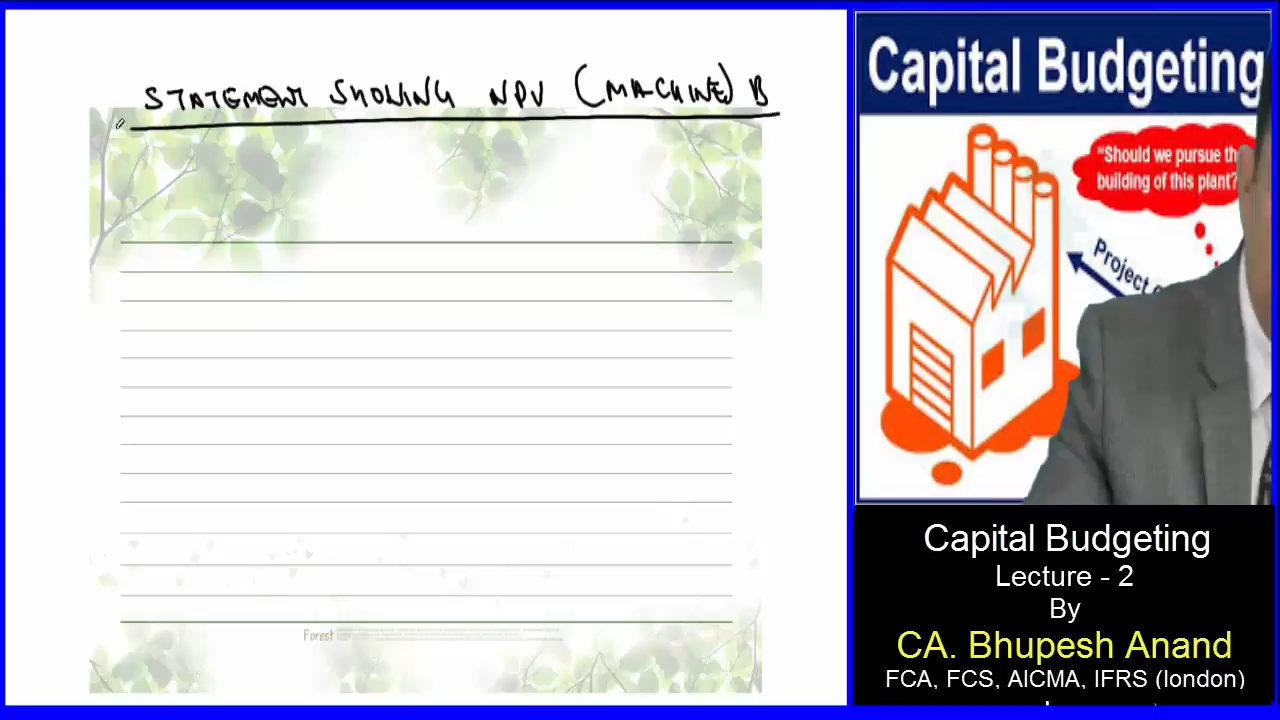 STATEMENT SHOWING NPV (MACHINE) B
Forest
Capital Budgeting
"Should we pursue th
building of this plant?
Project
Capital Budgeting
Lecture - 2
By
CA. Bhupesh Anand
FCA, FCS, AICMA, IFRS (london)